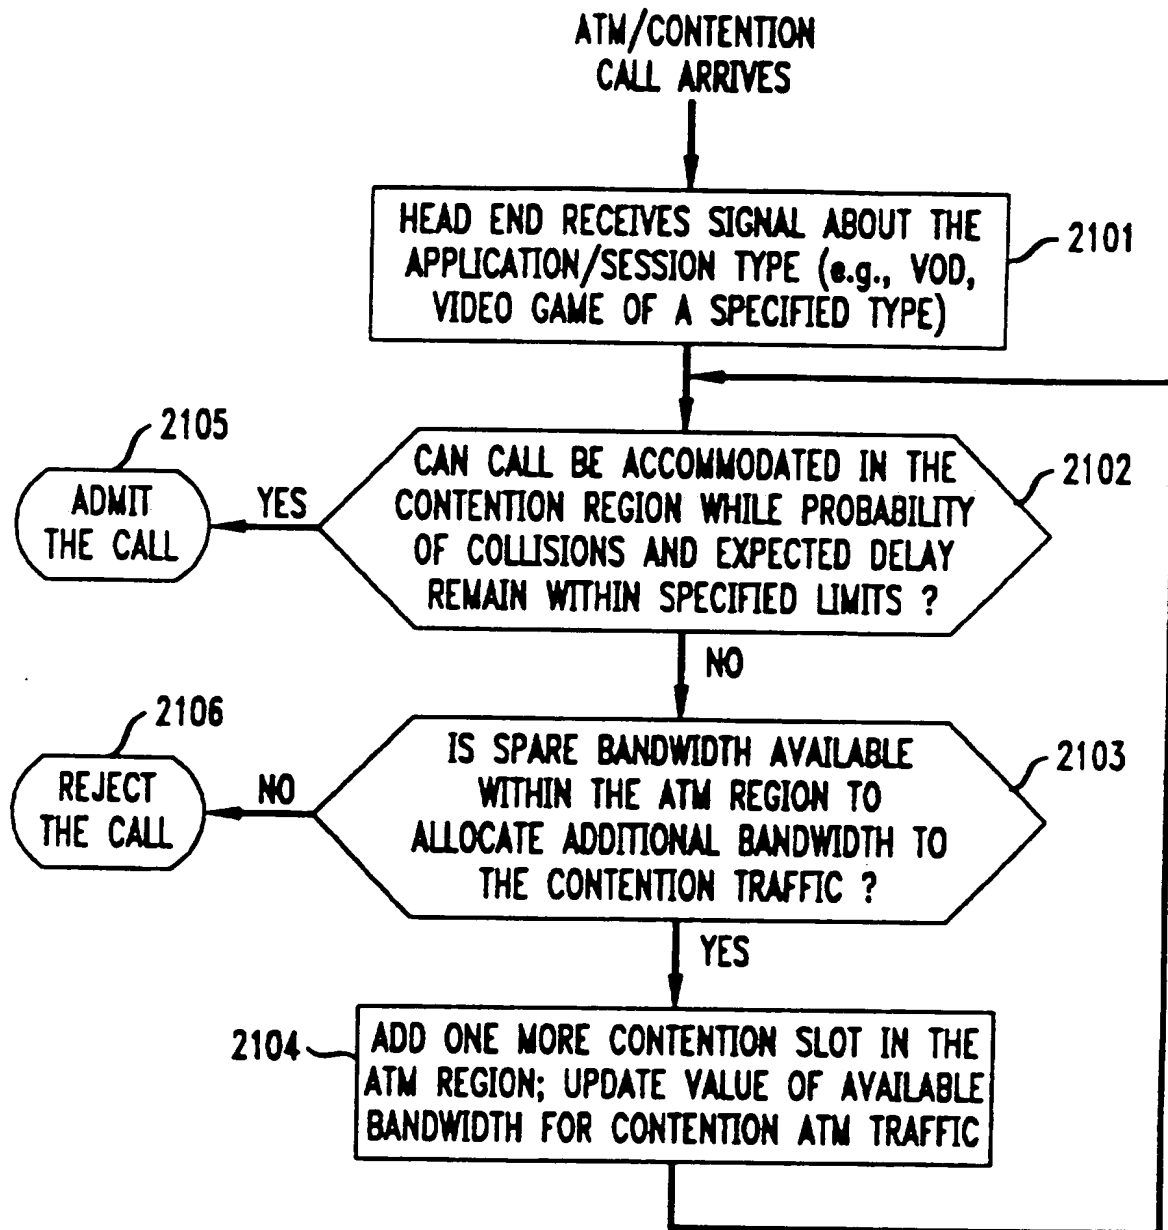 ATM/CONTENTION
CALL ARRIVES
HEAD END RECEIVES SIGNAL ABOUT THE
APPLICATION/SESSION TYPE (e.g., VOD,
VIDEO GAME OF A SPECIFIED TYPE)
2101
2105
ADMIT
THE CALL
YES
CAN CALL BE ACCOMMODATED IN THE
CONTENTION REGION WHILE PROBABILITY
OF COLLISIONS AND EXPECTED DELAY
REMAIN WITHIN SPECIFIED LIMITS ?
2102
NO
2106
REJECT
THE CALL
NO
IS SPARE BANDWIDTH AVAILABLE
WITHIN THE ATM REGION TO
ALLOCATE ADDITIONAL BANDWIDTH TO
THE CONTENTION TRAFFIC ?
2103
YES
2104
ADD ONE MORE CONTENTION SLOT IN THE
ATM REGION; UPDATE VALUE OF AVAILABLE
BANDWIDTH FOR CONTENTION ATM TRAFFIC